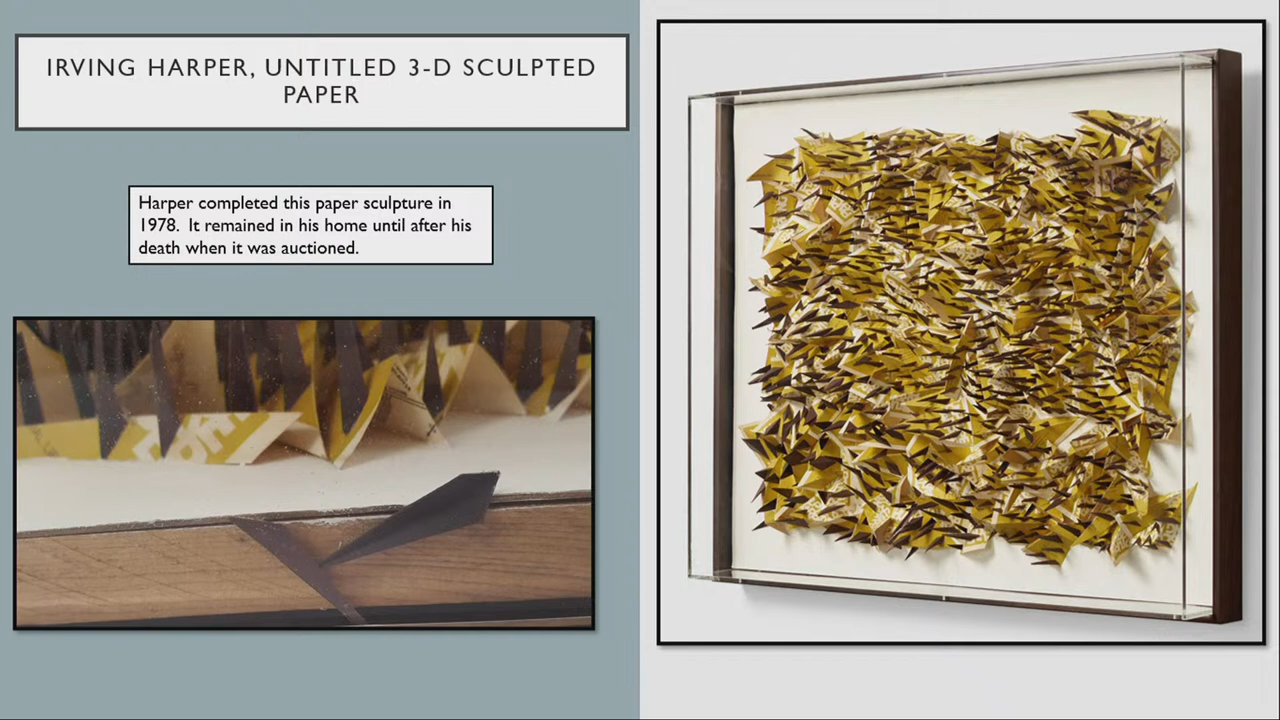 IRVING HARPER, UNTITLED 3-D SCULPTED
PAPER
Harper completed this paper sculpture in
1978. It remained in his home until after his
death when it was auctioned.